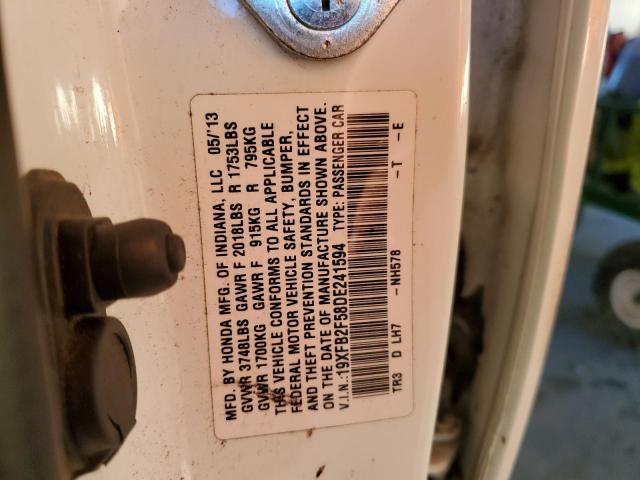 MFD. BY HONDA MFG. OF INDIANA, LLC 05/'13
GVWR 3748LBS GAWR F 2018LBS R 1753LBS
GVWR 1700KG GAWR F 915KG R 795KG
THIS VEHICLE CONFORMS TO ALL APPLICABLE
FEDERAL MOTOR VEHICLE SAFETY, BUMPER,
AND THEFT PREVENTION STANDARDS IN EFFECT
ON THE DATE OF MANUFACTURE SHOWN ABOVE.
V.I.N.:19XFB2F58DE241594 TYPE: PASSENGER CAR
TR3 D LH7 -NH578 -T -E